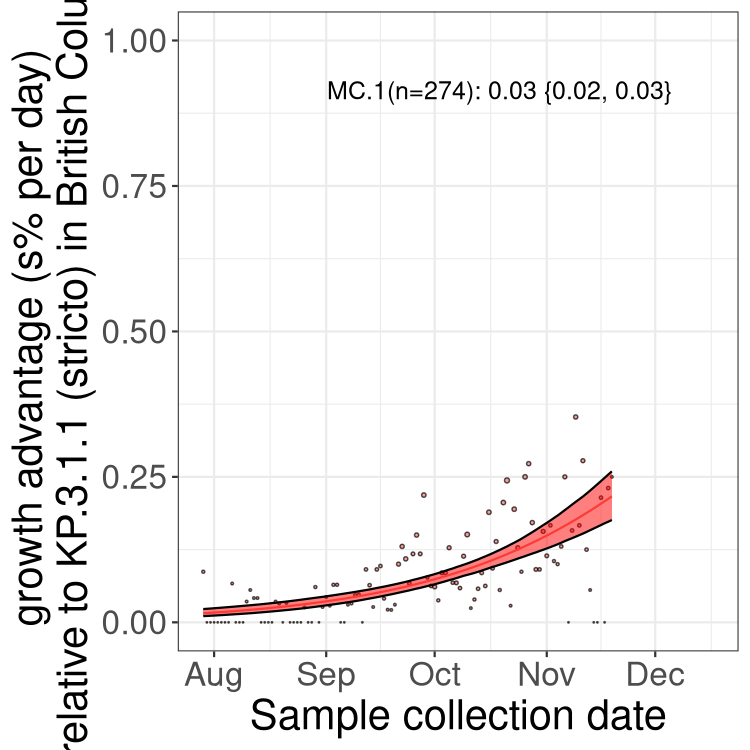 growth advantage (s% per day)
relative to KP.3.1.1 (stricto) in British Colu
1.00
0.75
0.50
0.25
0.00
MC.1(n=274): 0.03 {0.02, 0.03}
Aug Sep Oct Nov Dec
Sample collection date